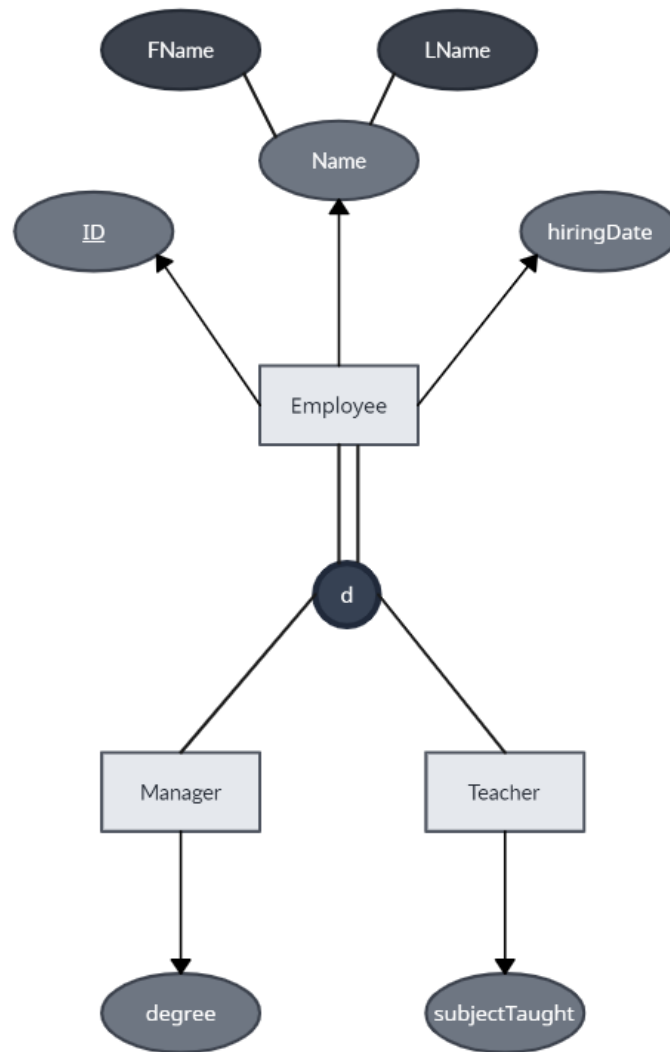 FName
LName
Name
ID
hiringDate
Employee
d
Manager
Teacher
degree
subjectTaught